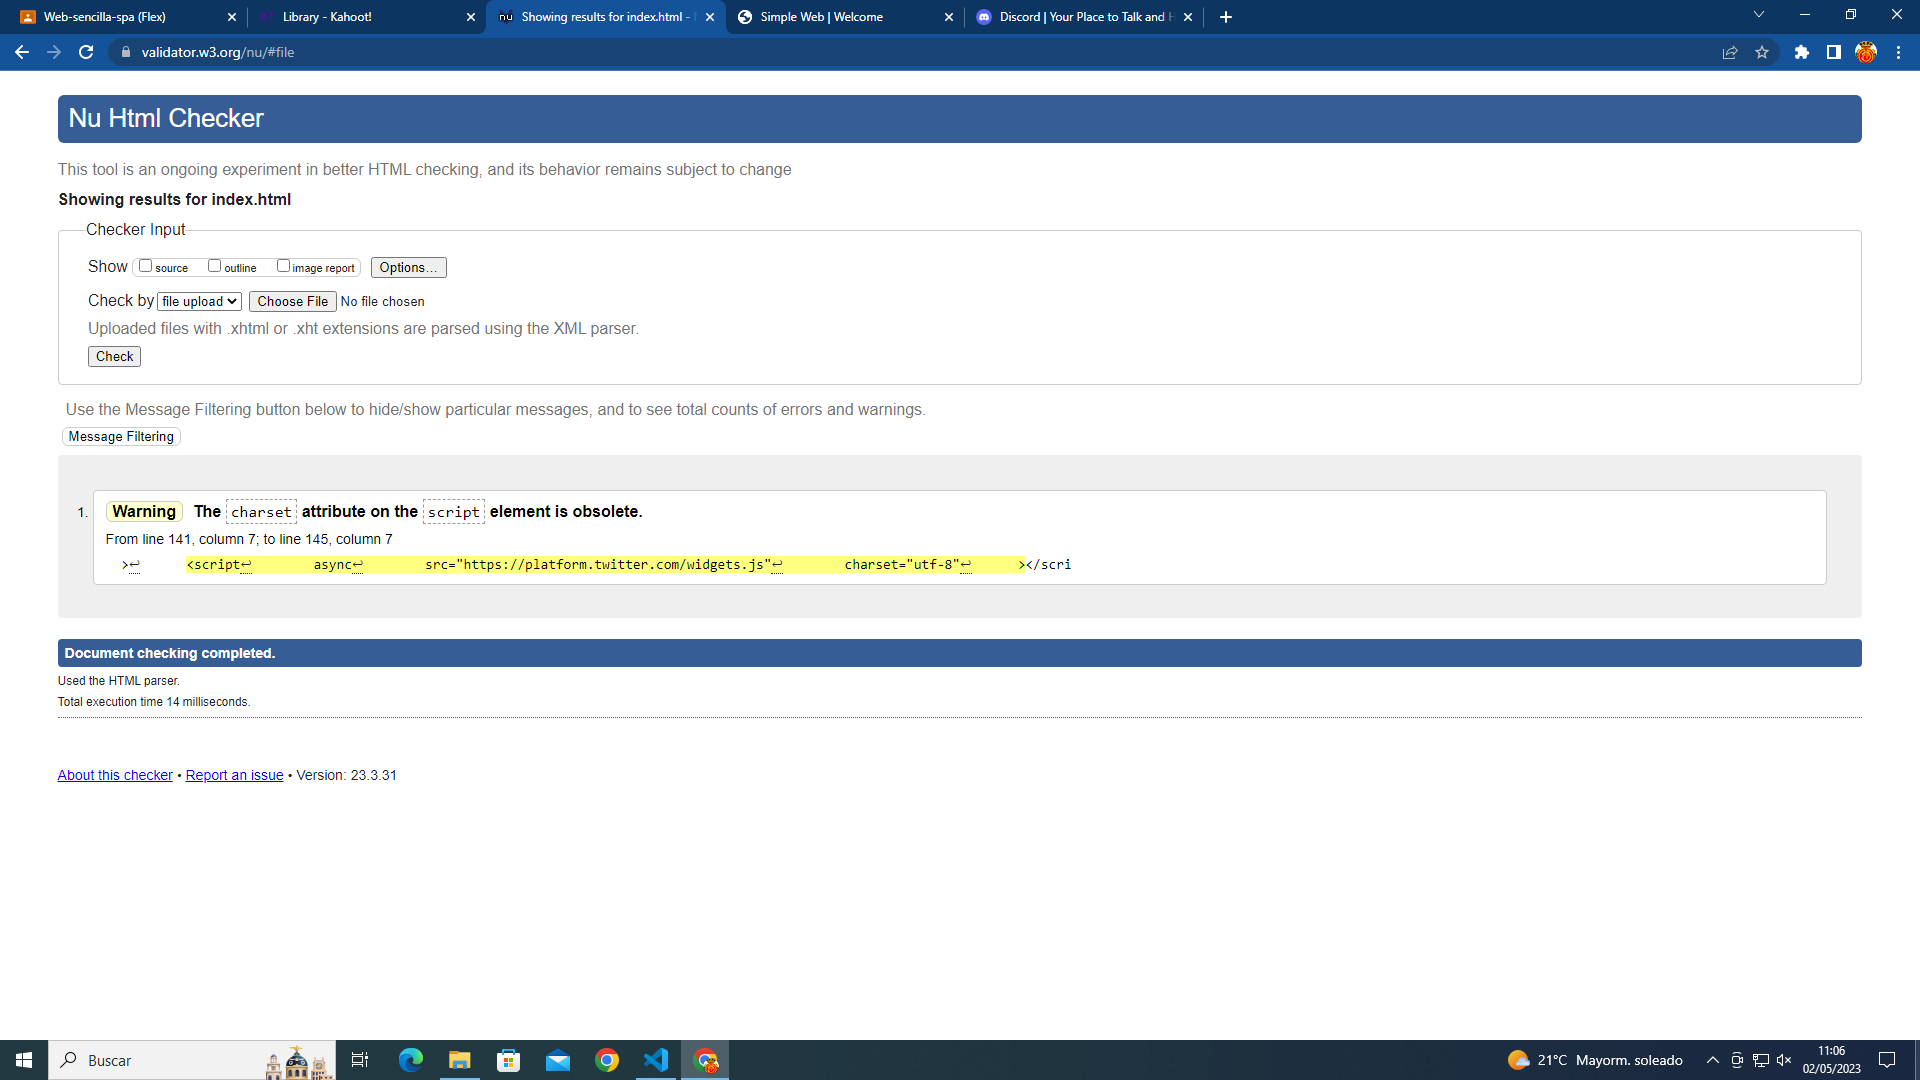 Web-sencilla-spa (Flex)
Library - Kahoot!
Showing results for index.html -
Simple Web | Welcome
Discord | Your Place to Talk and
validator.w3.org/nu/#file
Nu Html Checker
This tool is an ongoing experiment in better HTML checking, and its behavior remains subject to change
Showing results for index.html
Checker Input
Show source outline image report Options...
Check by file upload Choose File No file chosen
Uploaded files with .xhtml or .xht extensions are parsed using the XML parser.
Check
Use the Message Filtering button below to hide/show particular messages, and to see total counts of errors and warnings.
Message Filtering
1. Warning The charset attribute on the script element is obsolete.
From line 141, column 7; to line 145, column 7
>↩ <script↩ async↩ src="https://platform.twitter.com/widgets.js"↩ charset="utf-8"↩ ></scri
Document checking completed.
Used the HTML parser.
Total execution time 14 milliseconds.
About this checker • Report an issue • Version: 23.3.31
Buscar
21°C Mayorm. soleado
11:06
02/05/2023